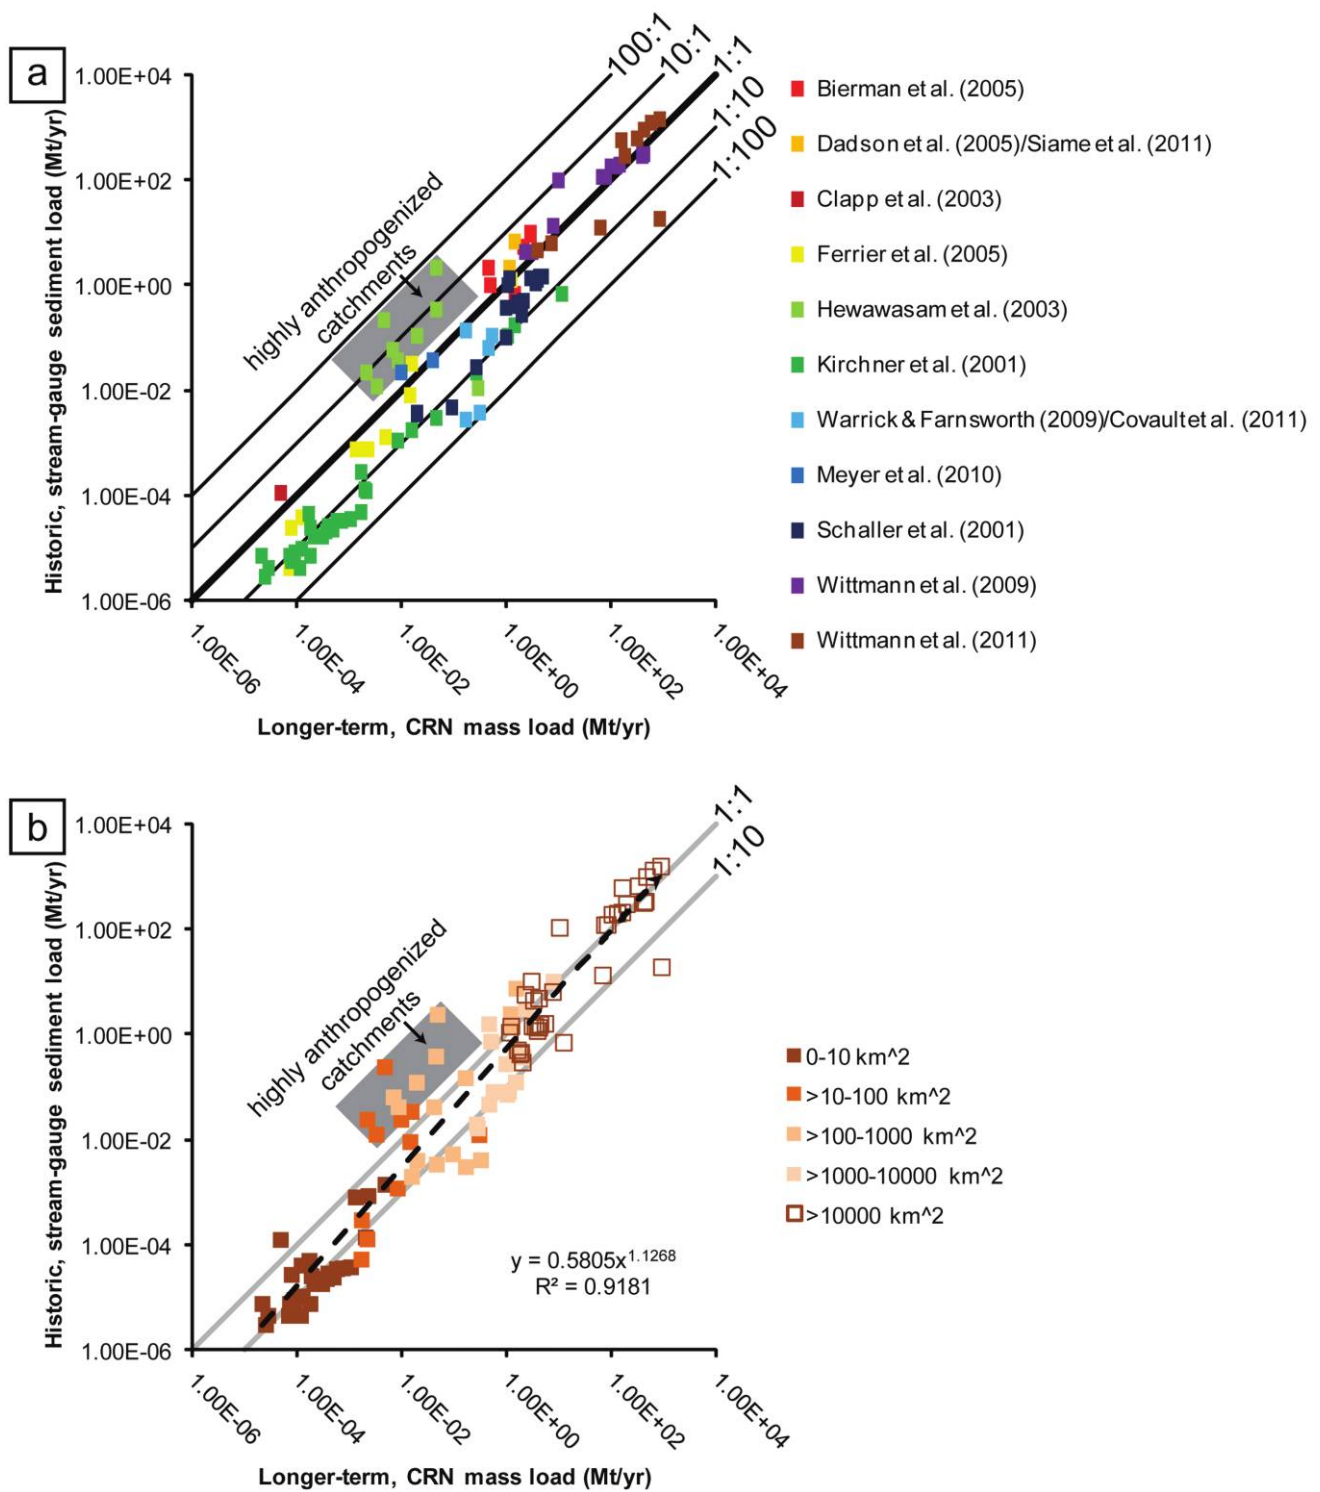 a
100:1
10:1
1:1
1:10
1:100
1.00E+04
1.00E+02
1.00E+00
1.00E-02
1.00E-04
1.00E-06
Historic, stream-gauge sediment load (Mt/yr)
highly anthropogenized
catchments
1.00E-06
1.00E-04
1.00E-02
1.00E+00
1.00E+02
1.00E+04
Longer-term, CRN mass load (Mt/yr)
Bierman et al. (2005)
Dadson et al. (2005)/Siame et al. (2011)
Clapp et al. (2003)
Ferrier et al. (2005)
Hewawasam et al. (2003)
Kirchner et al. (2001)
Warrick & Farnsworth (2009)/Covault et al. (2011)
Meyer et al. (2010)
Schaller et al. (2001)
Wittmann et al. (2009)
Wittmann et al. (2011)
b
1:1
1:10
1.00E+04
1.00E+02
1.00E+00
1.00E-02
1.00E-04
1.00E-06
Historic, stream-gauge sediment load (Mt/yr)
highly anthropogenized
catchments
y = 0.5805x^1.1268
R² = 0.9181
1.00E-06
1.00E-04
1.00E-02
1.00E+00
1.00E+02
1.00E+04
Longer-term, CRN mass load (Mt/yr)
0-10 km^2
>10-100 km^2
>100-1000 km^2
>1000-10000 km^2
>10000 km^2